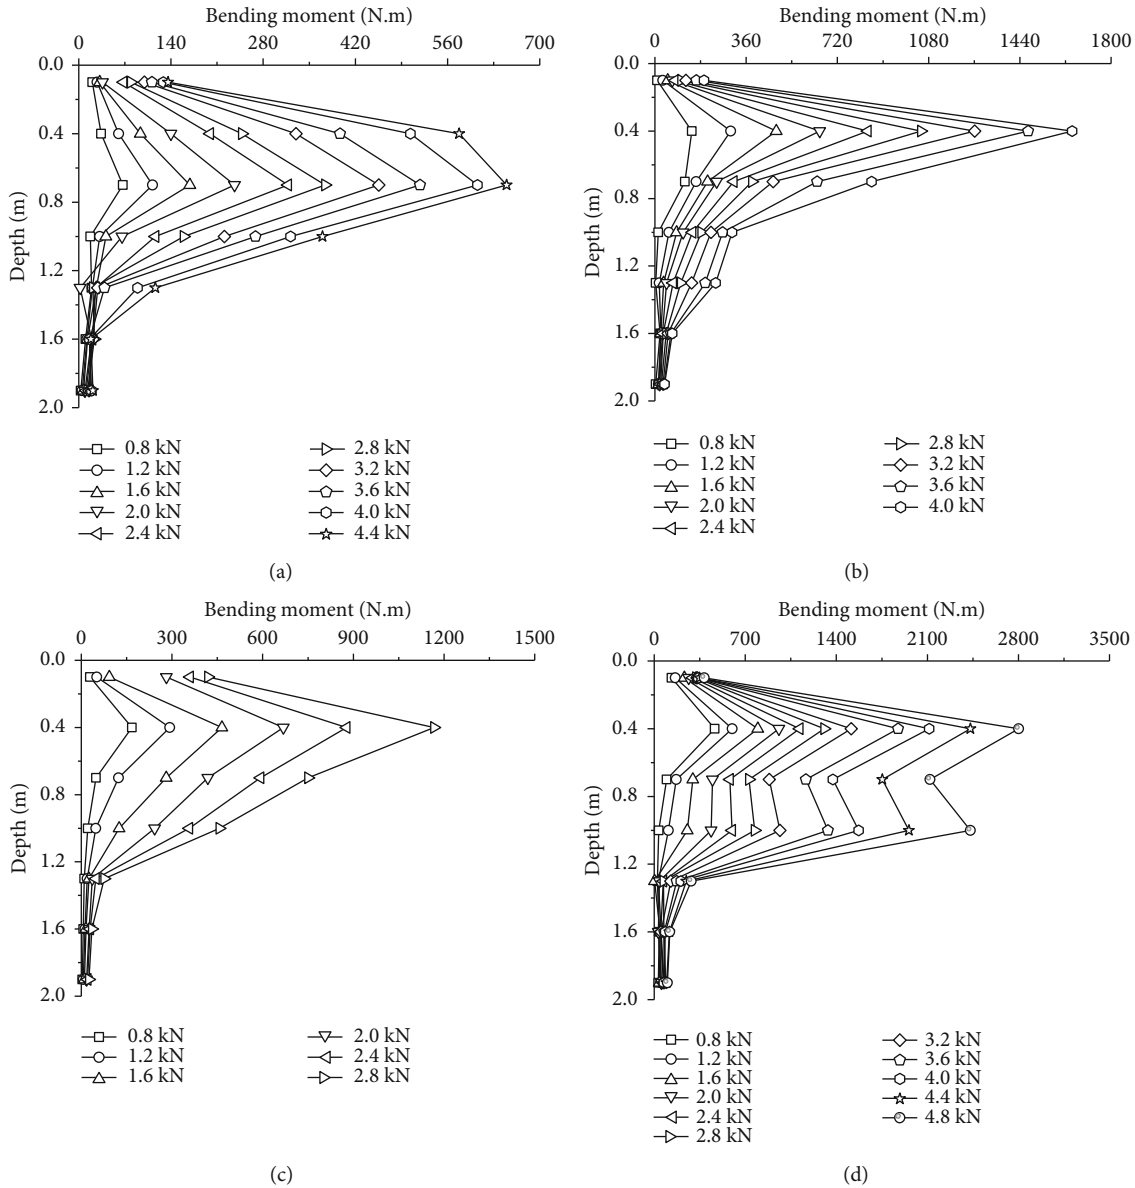 Bending moment (N.m)
0 140 280 420 560 700
0.0
0.4
0.8
1.2
1.6
2.0
Depth (m)
0.8 kN
1.2 kN
1.6 kN
2.0 kN
2.4 kN
2.8 kN
3.2 kN
3.6 kN
4.0 kN
4.4 kN
(a)
Bending moment (N.m)
0 360 720 1080 1440 1800
0.0
0.4
0.8
1.2
1.6
2.0
Depth (m)
0.8 kN
1.2 kN
1.6 kN
2.0 kN
2.4 kN
2.8 kN
3.2 kN
3.6 kN
4.0 kN
(b)
Bending moment (N.m)
0 300 600 900 1200 1500
0.0
0.4
0.8
1.2
1.6
2.0
Depth (m)
0.8 kN
1.2 kN
1.6 kN
2.0 kN
2.4 kN
2.8 kN
(c)
Bending moment (N.m)
0 700 1400 2100 2800 3500
0.0
0.4
0.8
1.2
1.6
2.0
Depth (m)
0.8 kN
1.2 kN
1.6 kN
2.0 kN
2.4 kN
2.8 kN
3.2 kN
3.6 kN
4.0 kN
4.4 kN
4.8 kN
(d)